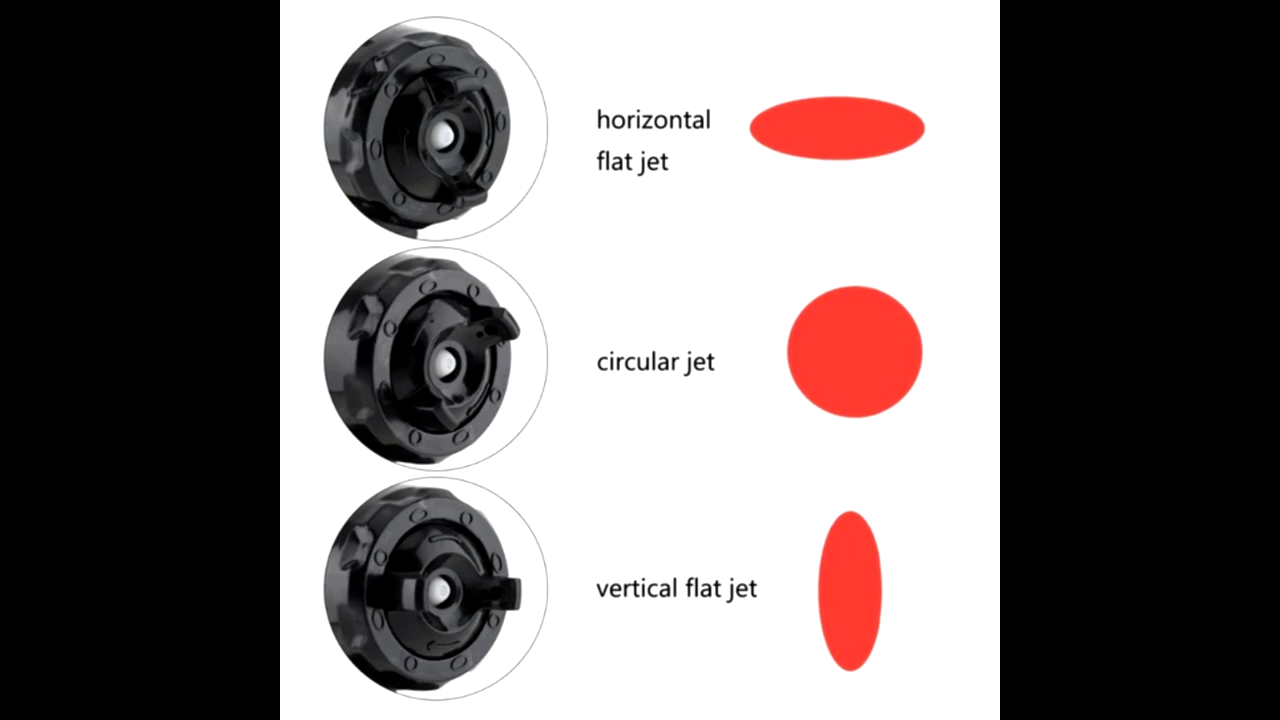 horizontal
flat jet
circular jet
vertical flat jet